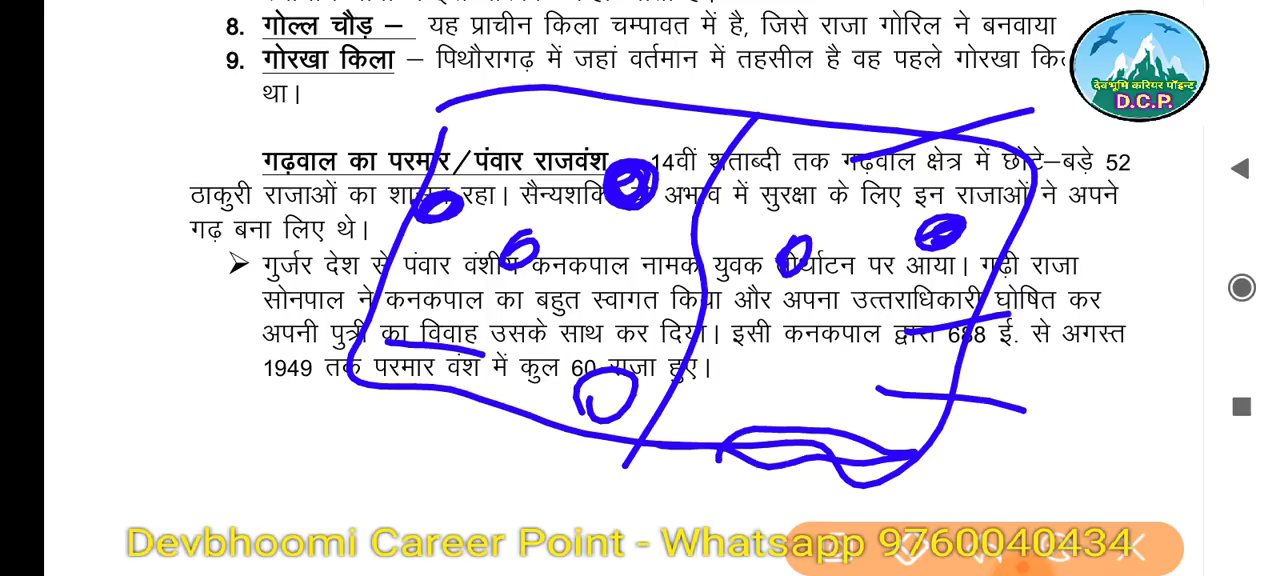 8. गोल्ल चौड़ – यह प्राचीन किला चम्पावत में है, जिसे राजा गोरिल ने बनवाया
9. गोरखा किला – पिथौरागढ़ में जहां वर्तमान में तहसील है वह पहले गोरखा
था।
देवभूमि करियर पॉइन्ट
D.C.P.
गढ़वाल का परमार/पंवार राजवंश 14वीं शताब्दी तक गढ़वाल क्षेत्र में छोटे–बड़े 52
ठाकुरी राजाओं का शासन रहा। अभाव में सुरक्षा के लिए इन राजाओं ने अपने
गढ़ बना लिए थे।
➤ गुर्जर देश से पंवार वंशीय कनकपाल नामक युवक तीर्थाटन पर आया। गढ़ी राजा
सोनपाल ने कनकपाल का बहुत स्वागत किया और अपना उत्तराधिकारी घोषित कर
अपनी पुत्री का विवाह उसके साथ कर दिया। इसी कनकपाल द्वारा 688 ई. से अगस्त
1949 तक परमार वंश में कुल 60 राजा हुए।
Devbhoomi Career Point - Whatsapp 9760040434